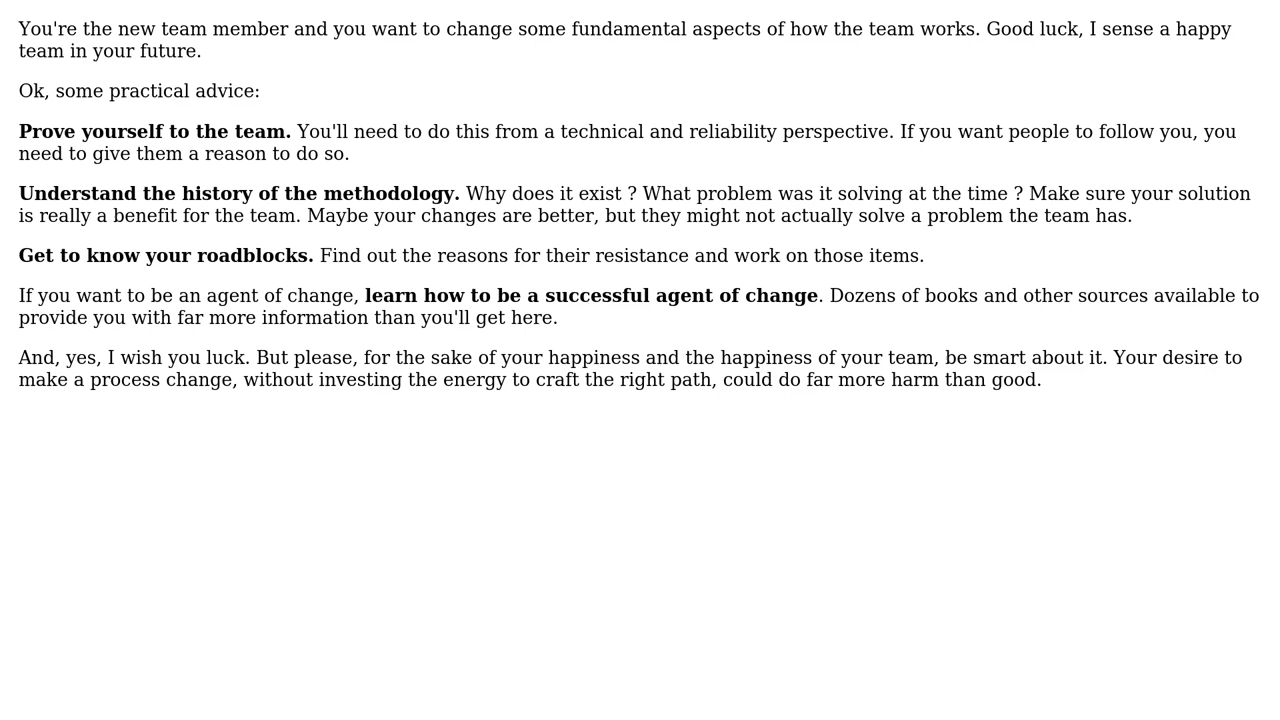 You're the new team member and you want to change some fundamental aspects of how the team works. Good luck, I sense a happy
team in your future.
Ok, some practical advice:
Prove yourself to the team. You'll need to do this from a technical and reliability perspective. If you want people to follow you, you
need to give them a reason to do so.
Understand the history of the methodology. Why does it exist ? What problem was it solving at the time ? Make sure your solution
is really a benefit for the team. Maybe your changes are better, but they might not actually solve a problem the team has.
Get to know your roadblocks. Find out the reasons for their resistance and work on those items.
If you want to be an agent of change, learn how to be a successful agent of change. Dozens of books and other sources available to
provide you with far more information than you'll get here.
And, yes, I wish you luck. But please, for the sake of your happiness and the happiness of your team, be smart about it. Your desire to
make a process change, without investing the energy to craft the right path, could do far more harm than good.